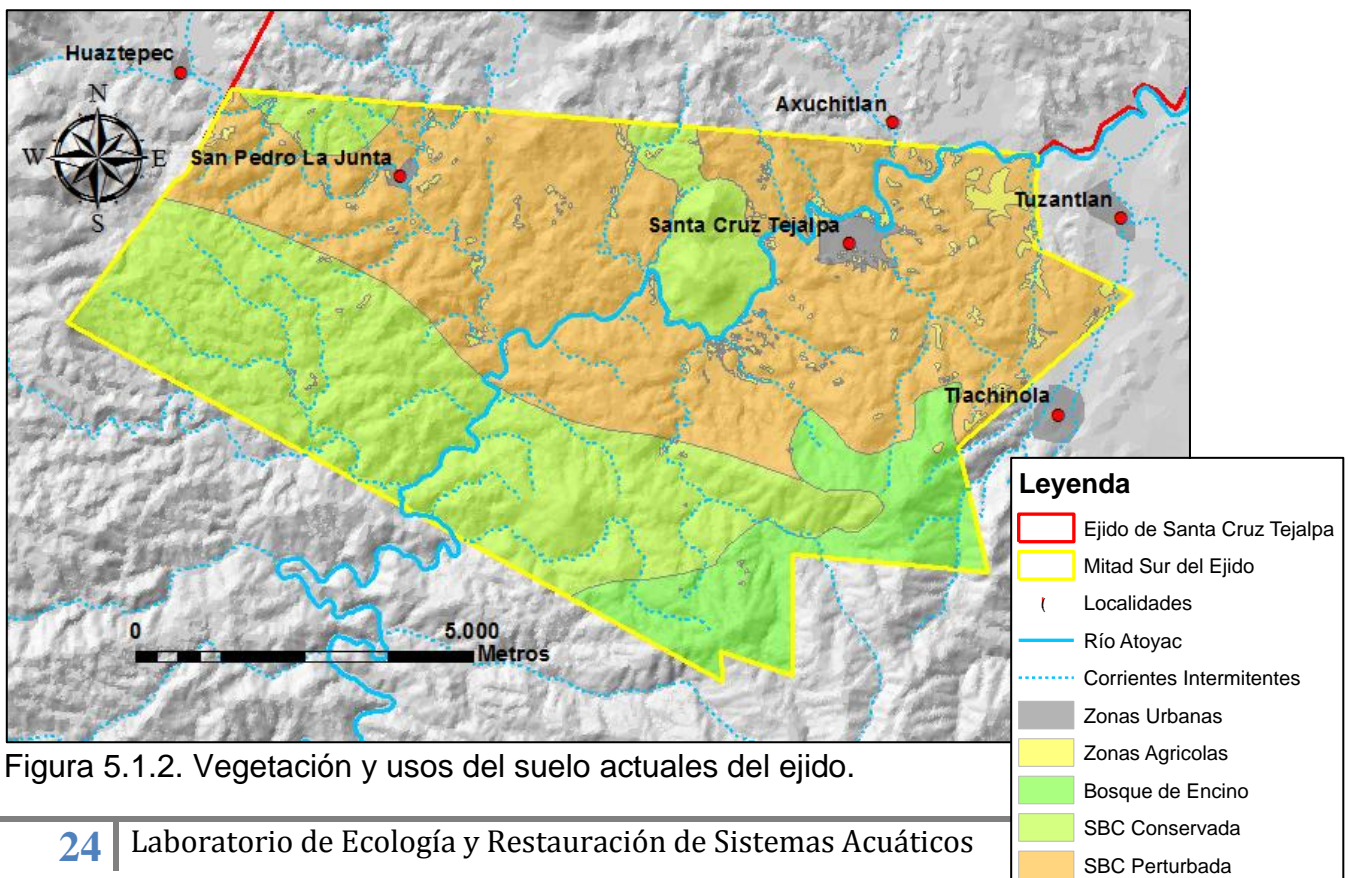 Huaztepec
N
Axuchitlan
W
E
San Pedro La Junta
S
Tuzantlan
Santa Cruz Tejalpa
Tlachinola
0
5.000
Metros
Leyenda
Ejido de Santa Cruz Tejalpa
Mitad Sur del Ejido
Localidades
Río Atoyac
Corrientes Intermitentes
Zonas Urbanas
Zonas Agricolas
Bosque de Encino
SBC Conservada
SBC Perturbada
Figura 5.1.2. Vegetación y usos del suelo actuales del ejido.
24 Laboratorio de Ecología y Restauración de Sistemas Acuáticos